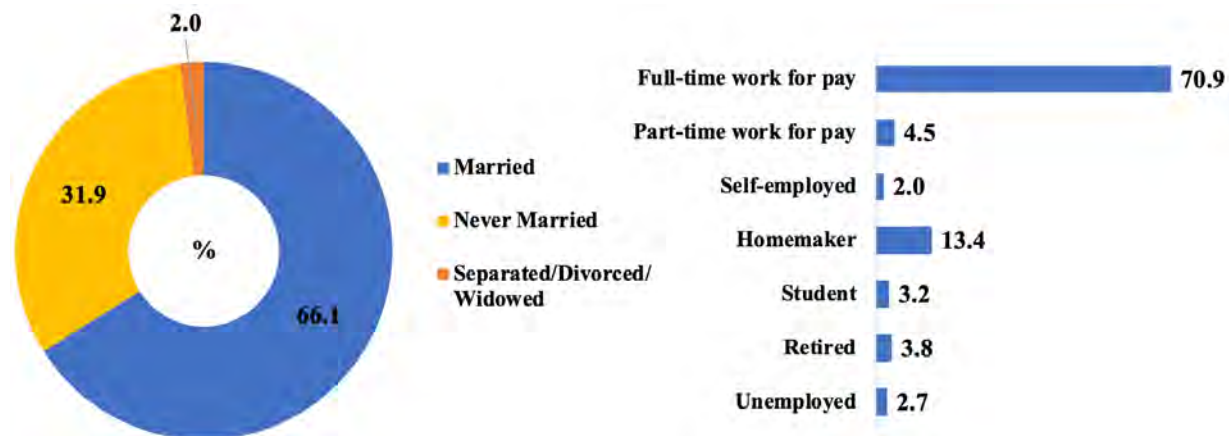 2.0
31.9
%
66.1
Married
Never Married
Separated/Divorced/
Widowed
Full-time work for pay 70.9
Part-time work for pay 4.5
Self-employed 2.0
Homemaker 13.4
Student 3.2
Retired 3.8
Unemployed 2.7